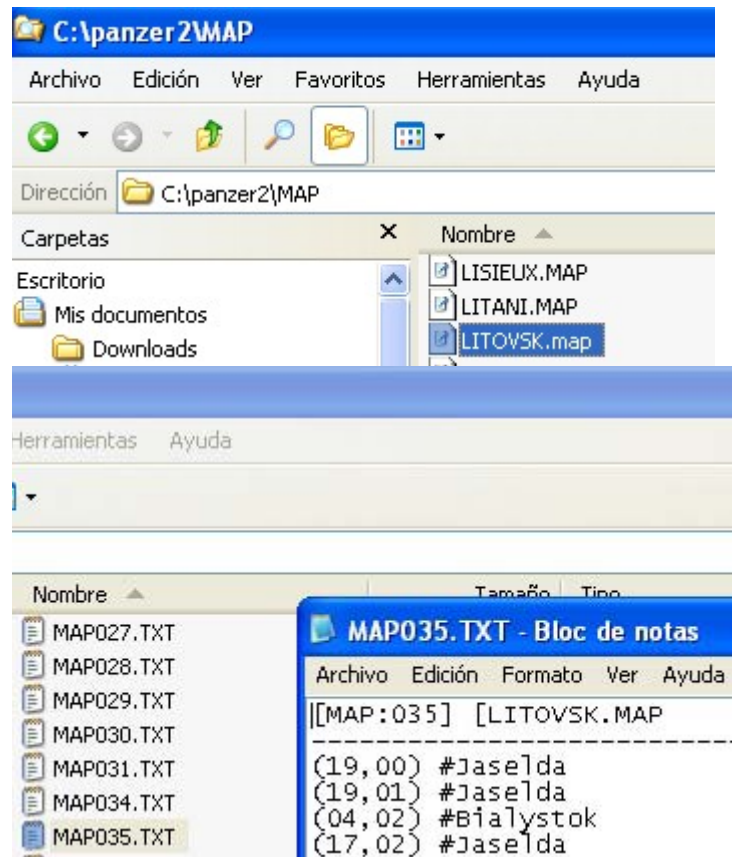 C:\panzer2\MAP
Archivo Edición Ver Favoritos Herramientas Ayuda
Dirección C:\panzer2\MAP
Carpetas X Nombre
Escritorio
Mis documentos
Downloads
LISIEUX.MAP
LITANI.MAP
LITOVSK.map
Herramientas Ayuda
Nombre Tamaño Tipo
MAP027.TXT
MAP028.TXT
MAP029.TXT
MAP030.TXT
MAP031.TXT
MAP034.TXT
MAP035.TXT
MAP035.TXT - Bloc de notas
Archivo Edición Formato Ver Ayuda
[MAP:035] [LITOVSK.MAP
------------------------------
(19,00) #Jaselda
(19,01) #Jaselda
(04,02) #Bialystok
(17,02) #Jaselda